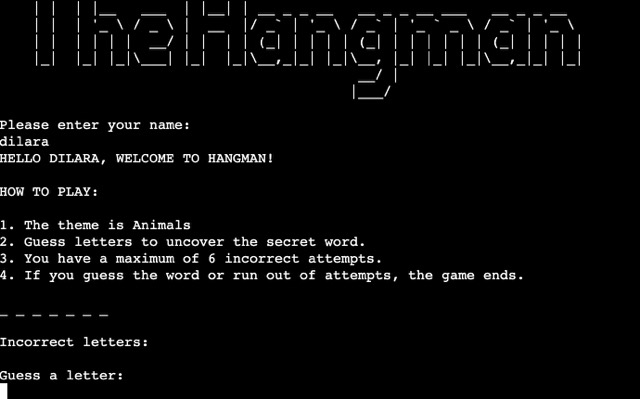 The Hangman
Please enter your name:
dilara
HELLO DILARA, WELCOME TO HANGMAN!
HOW TO PLAY:
1. The theme is Animals
2. Guess letters to uncover the secret word.
3. You have a maximum of 6 incorrect attempts.
4. If you guess the word or run out of attempts, the game ends.
_ _ _ _ _ _ _
Incorrect letters:
Guess a letter: